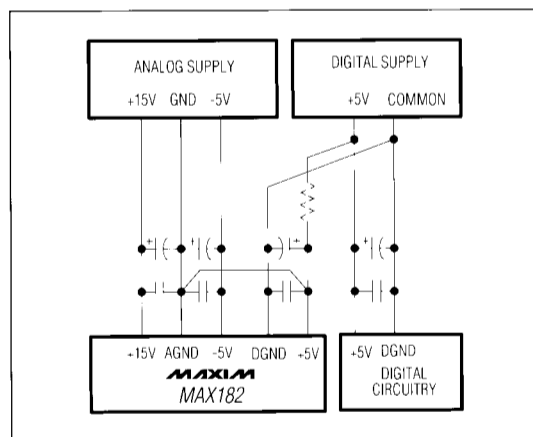 ANALOG SUPPLY
+15V GND -5V
DIGITAL SUPPLY
+5V COMMON
+ + + + +
+15V AGND -5V DGND +5V
MAXIM
MAX182
+5V DGND
DIGITAL
CIRCUITRY